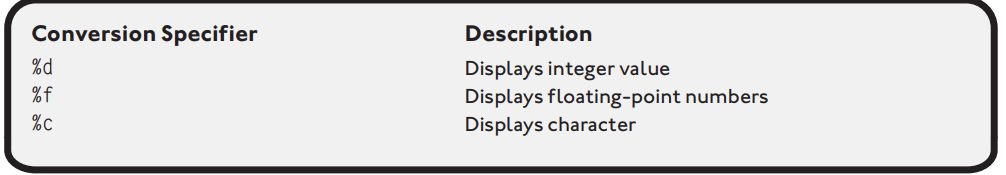 Conversion Specifier Description
%d Displays integer value
%f Displays floating-point numbers
%c Displays character